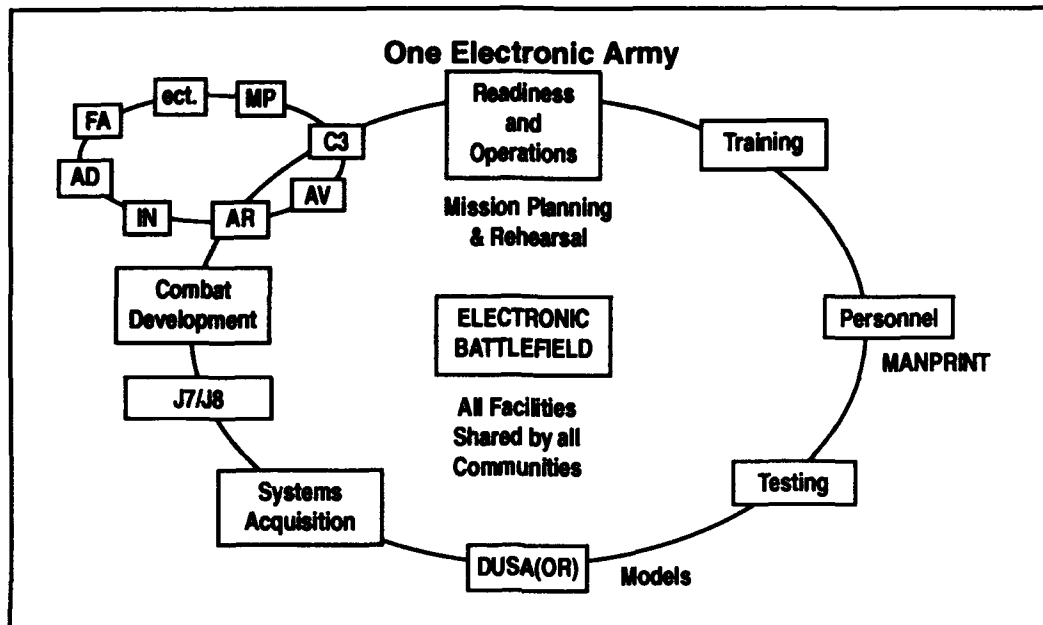 One Electronic Army
ect.
MP
FA
C3
AD
AV
IN
AR
Readiness
and
Operations
Mission Planning
& Rehearsal
Training
Combat
Development
ELECTRONIC
BATTLEFIELD
Personnel
MANPRINT
J7/J8
All Facilities
Shared by all
Communities
Systems
Acquisition
Testing
DUSA(OR)
Models